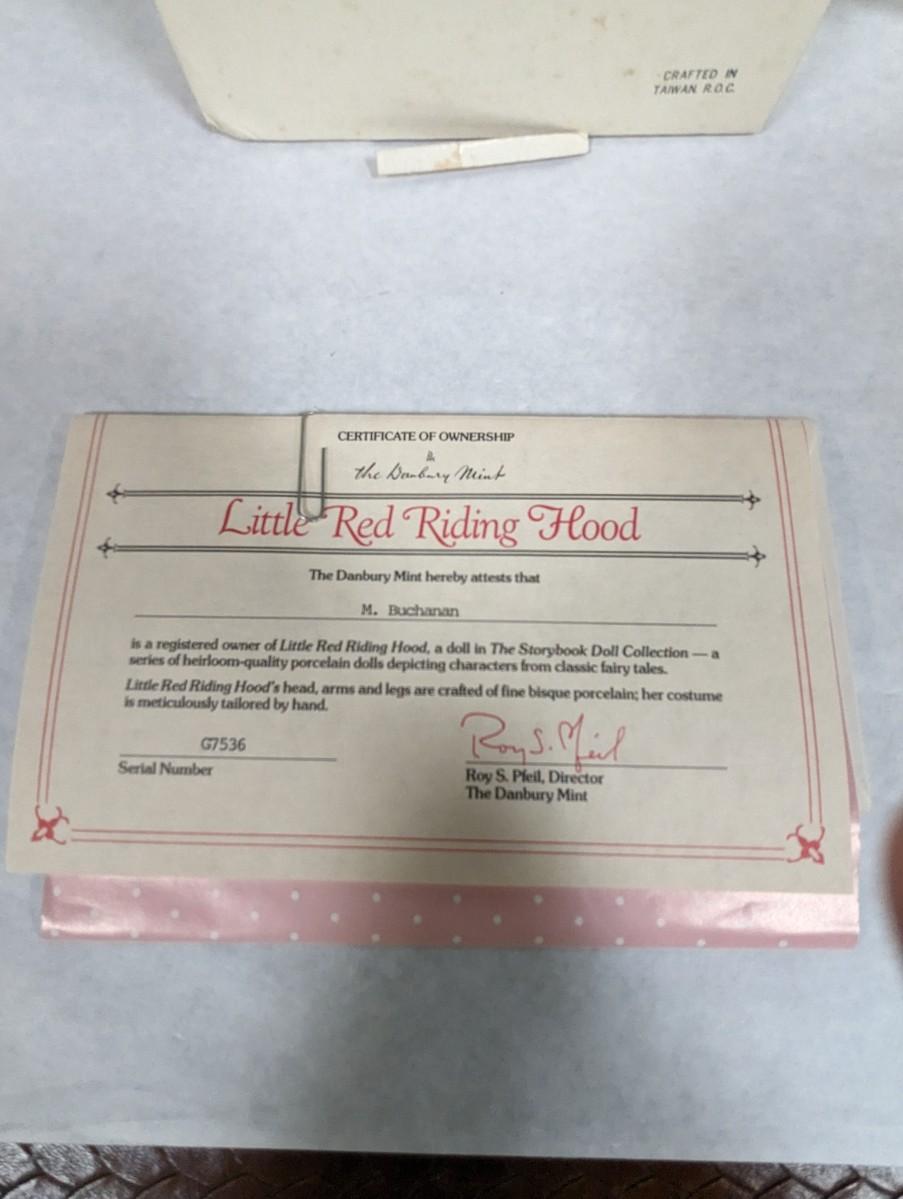 CRAFTED IN
TAIWAN, R.O.C.
CERTIFICATE OF OWNERSHIP
the Danbury Mint
Little Red Riding Hood
The Danbury Mint hereby attests that
M. Buchanan
is a registered owner of Little Red Riding Hood, a doll in The Storybook Doll Collection — a
series of heirloom-quality porcelain dolls depicting characters from classic fairy tales.
Little Red Riding Hood's head, arms and legs are crafted of fine bisque porcelain; her costume
is meticulously tailored by hand.
G7536
Serial Number
Roy S. Pfeil
Roy S. Pfeil, Director
The Danbury Mint